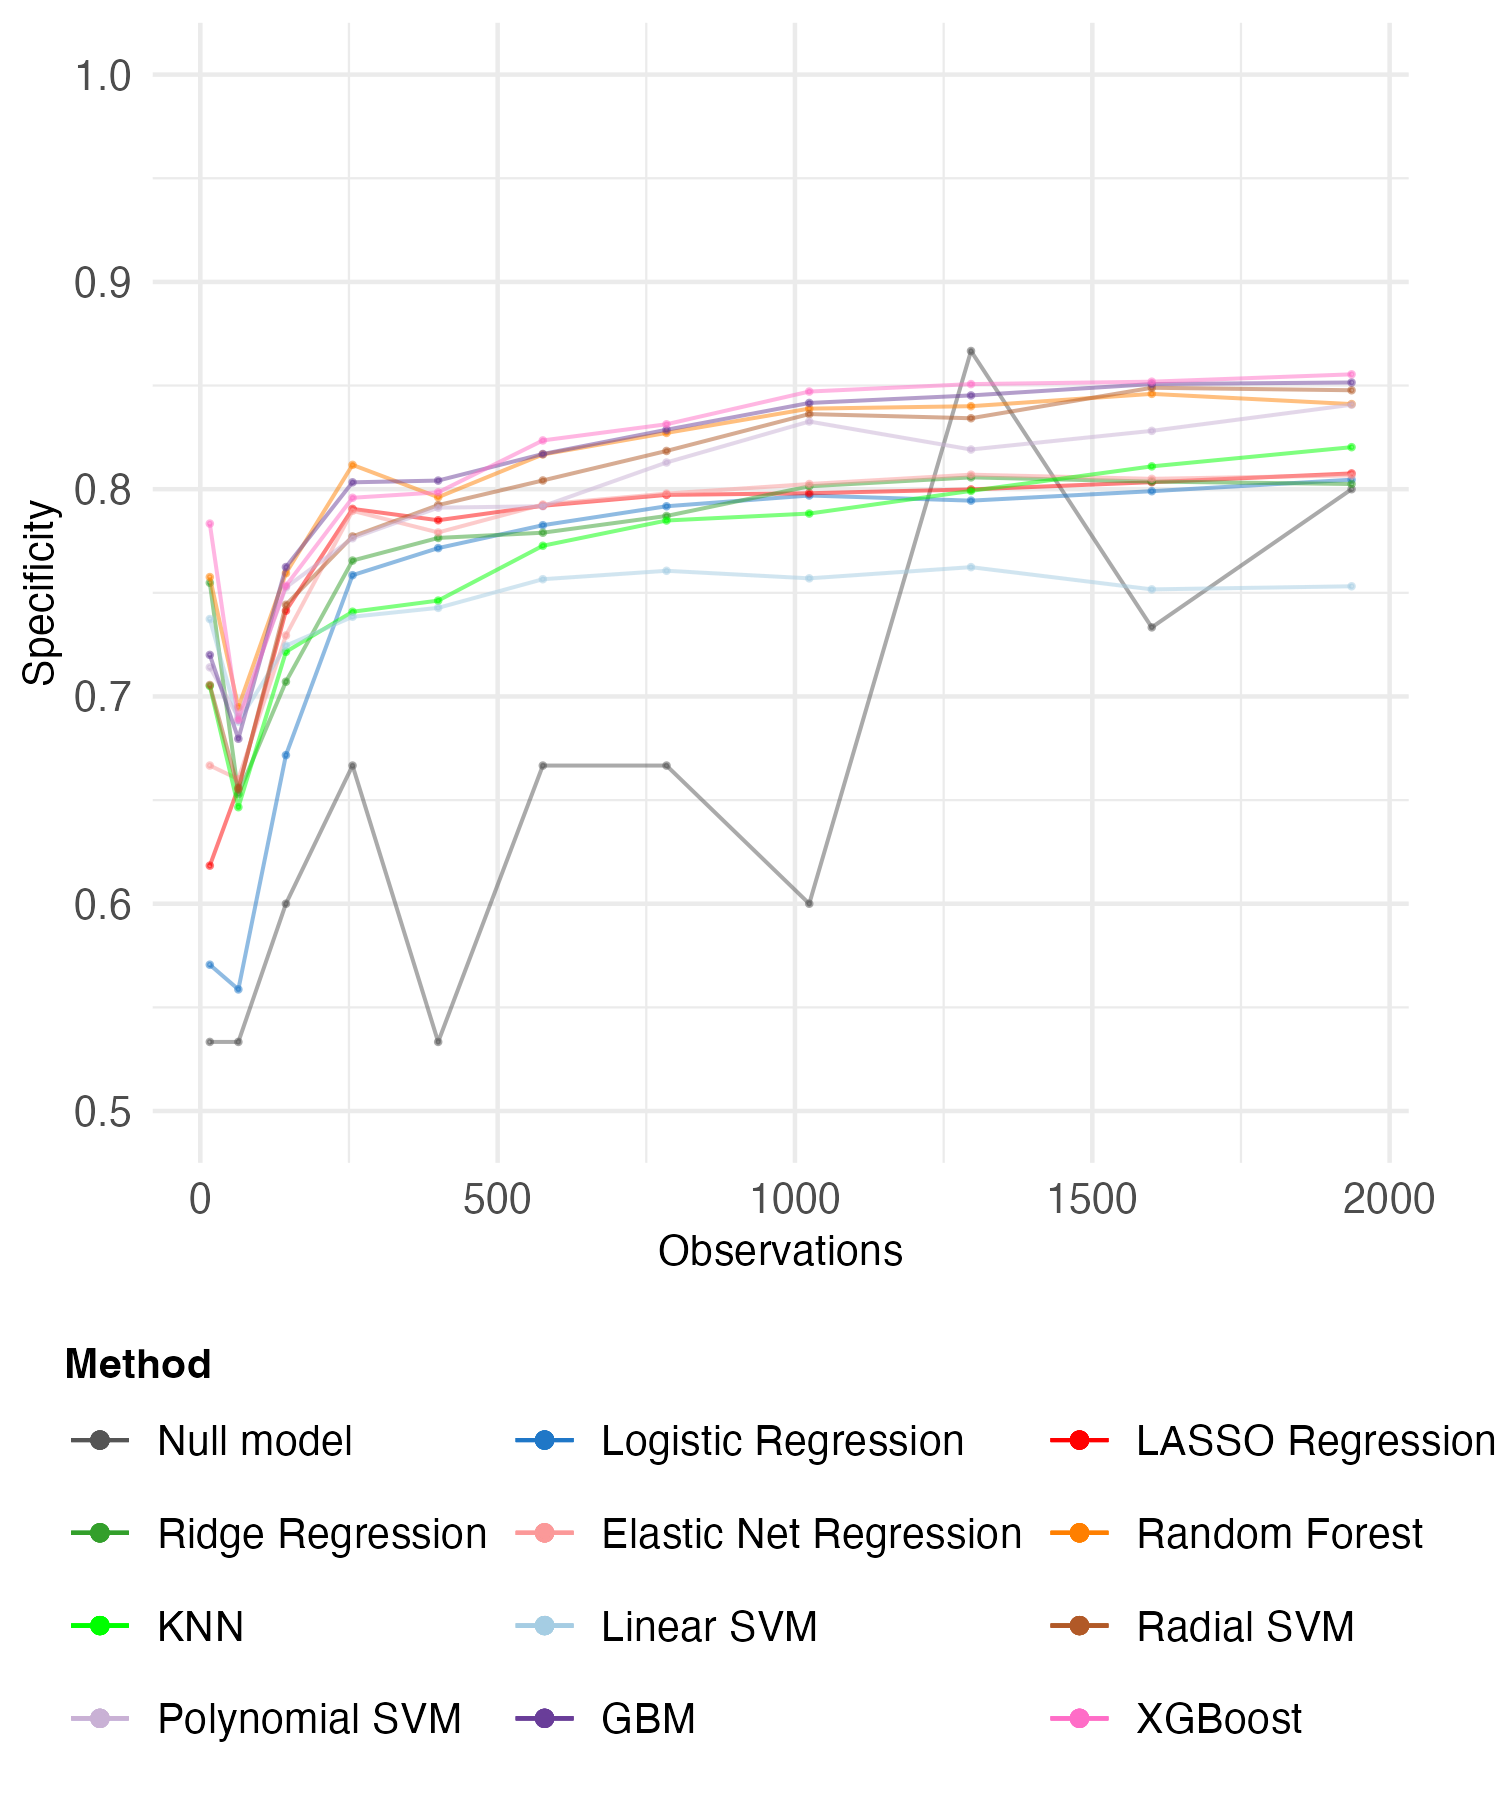 1.0
0.9
0.8
0.7
0.6
0.5
Specificity
0 500 1000 1500 2000
Observations
Method
Null model Logistic Regression LASSO Regression
Ridge Regression Elastic Net Regression Random Forest
KNN Linear SVM Radial SVM
Polynomial SVM GBM XGBoost